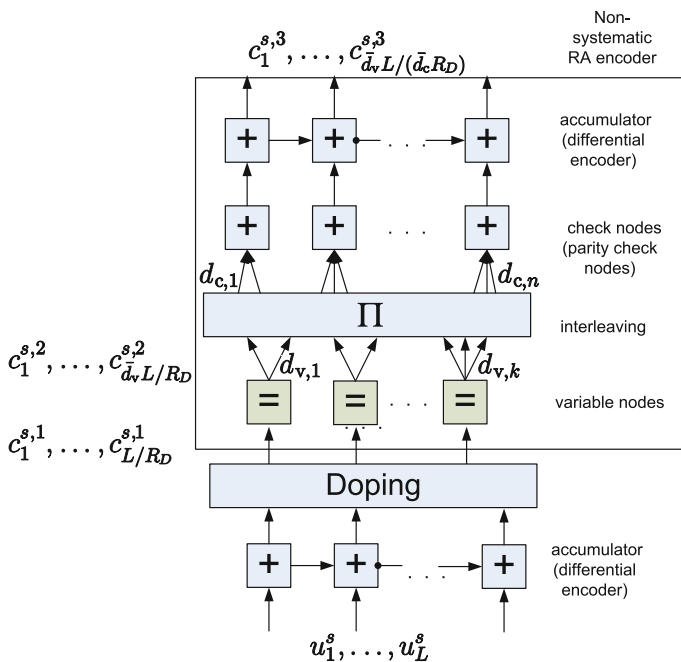 Non-
systematic
RA encoder
c_1^{s,3}, . . . , c_{\bar{d}_v L/(\bar{d}_c R_D)}^{s,3}
accumulator
(differential
encoder)
+ + . . . +
check nodes
(parity check
nodes)
+ + . . . +
d_{c,1} d_{c,n}
Π
interleaving
c_1^{s,2}, . . . , c_{\bar{d}_v L/R_D}^{s,2}
d_{v,1} d_{v,k}
= = . . . =
variable nodes
. . . .
c_1^{s,1}, . . . , c_{L/R_D}^{s,1}
Doping
accumulator
(differential
encoder)
+ + . . . +
u_1^s, . . . , u_L^s